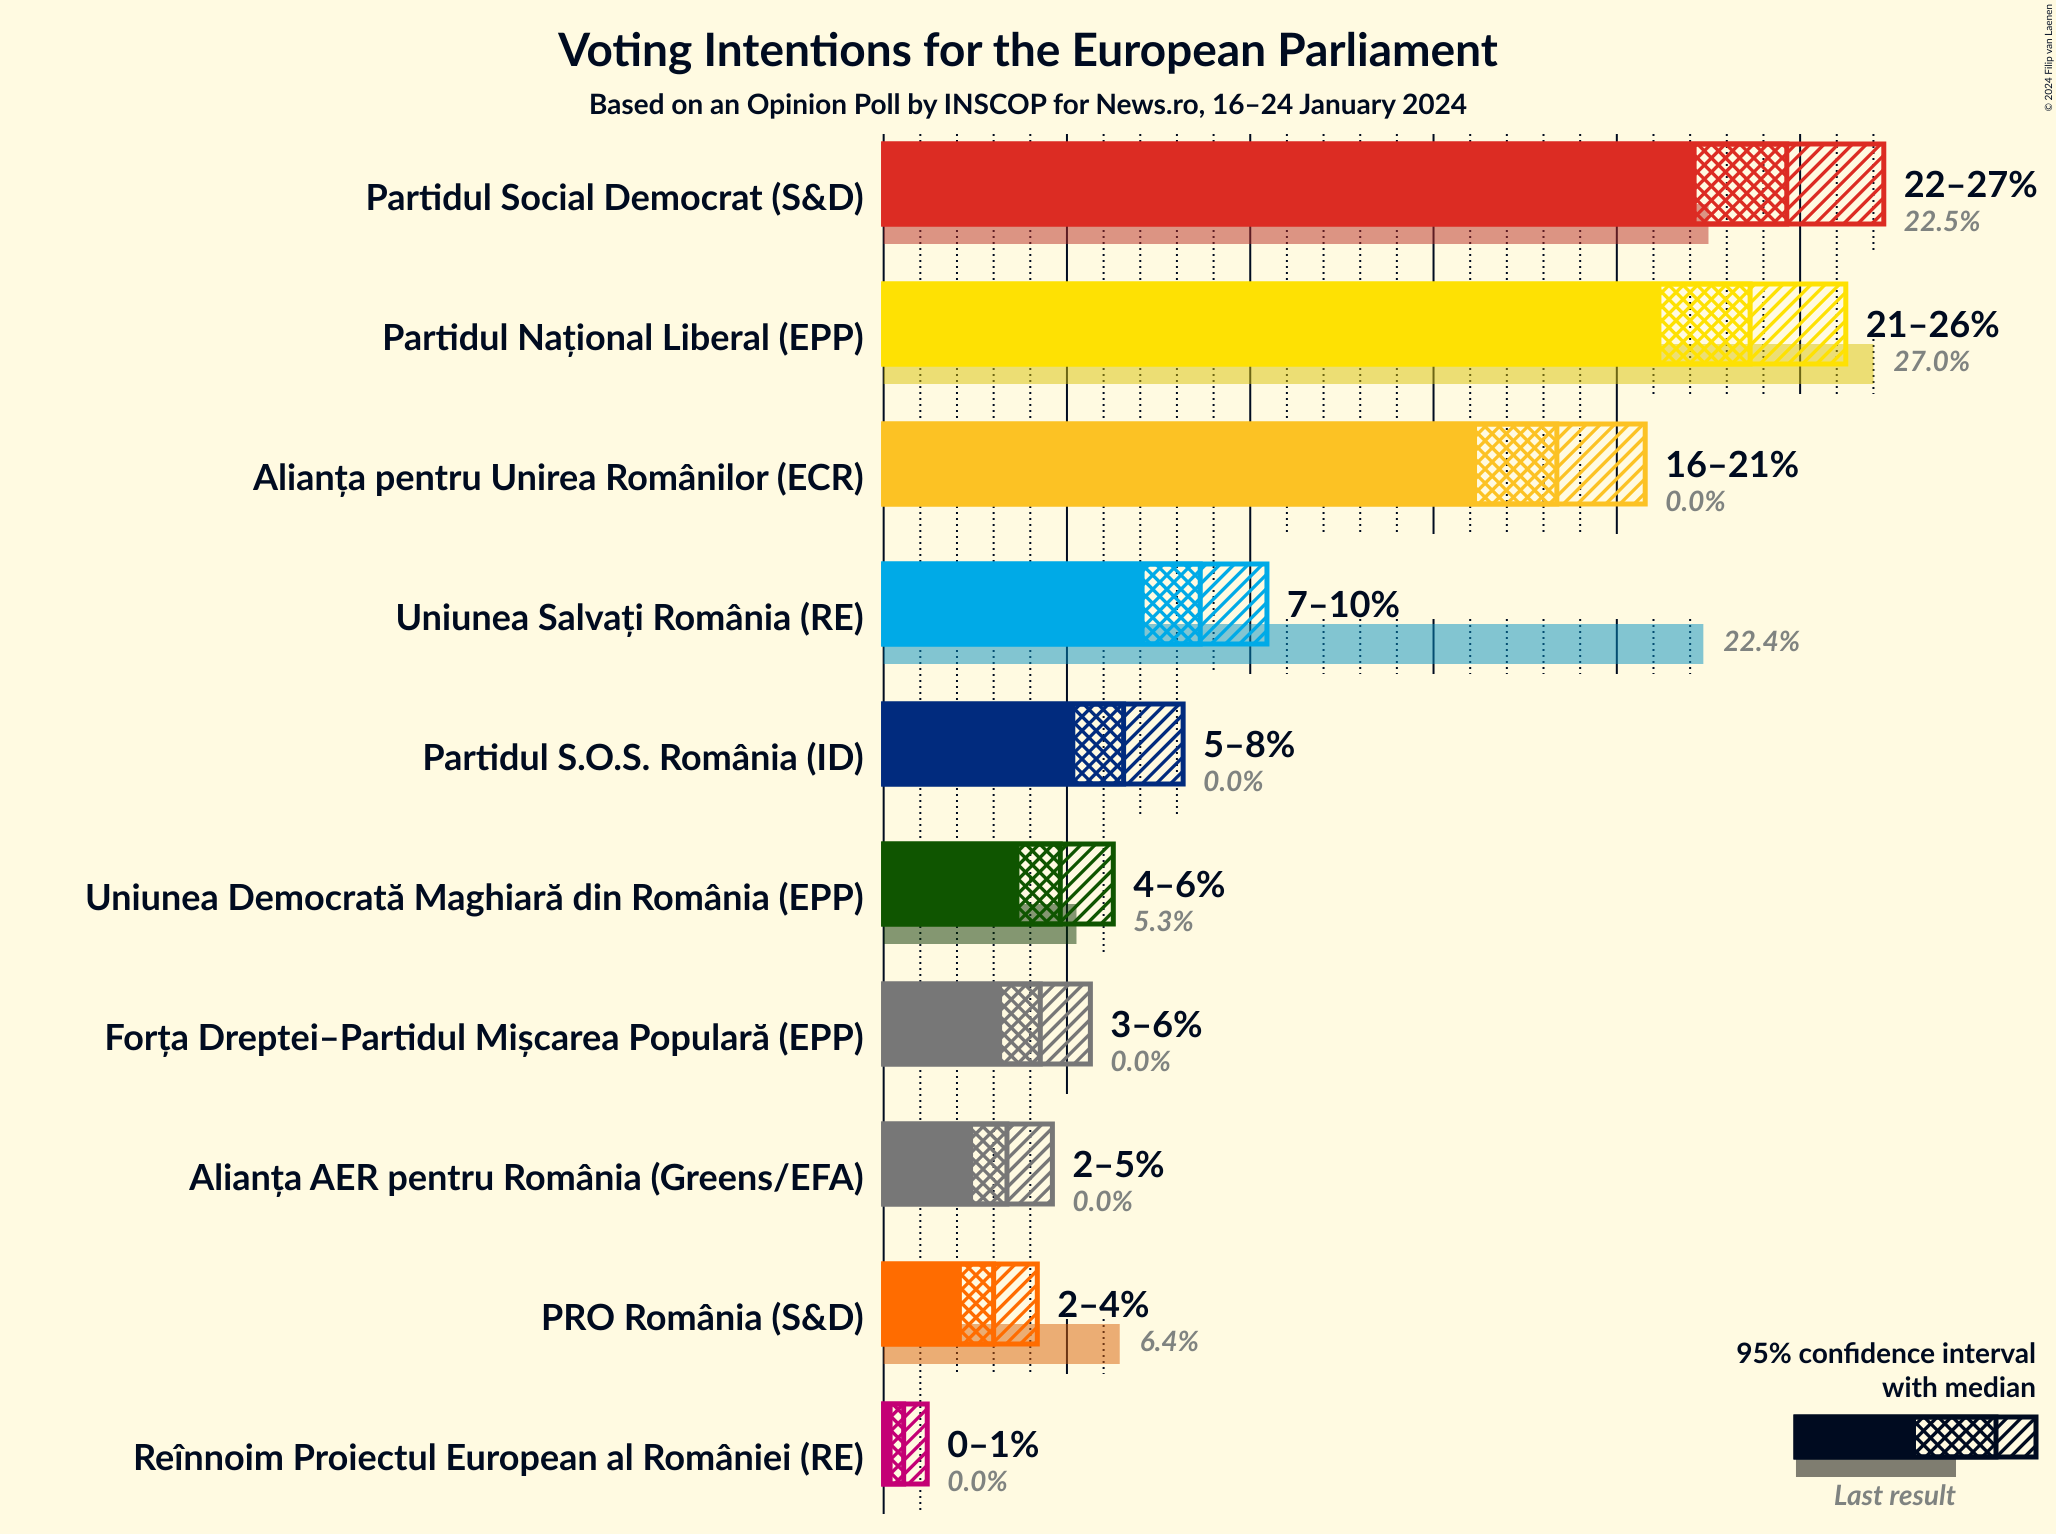 Voting Intentions for the European Parliament
Based on an Opinion Poll by INSCOP for News.ro, 16–24 January 2024
© 2024 Filip van Laenen
Partidul Social Democrat (S&D)
22–27%
22.5%
Partidul Național Liberal (EPP)
21–26%
27.0%
Alianța pentru Unirea Românilor (ECR)
16–21%
0.0%
Uniunea Salvați România (RE)
7–10%
22.4%
Partidul S.O.S. România (ID)
5–8%
0.0%
Uniunea Democrată Maghiară din România (EPP)
4–6%
5.3%
Forța Dreptei–Partidul Mișcarea Populară (EPP)
3–6%
0.0%
Alianța AER pentru România (Greens/EFA)
2–5%
0.0%
PRO România (S&D)
2–4%
6.4%
Reînnoim Proiectul European al României (RE)
0–1%
0.0%
95% confidence interval
with median
Last result